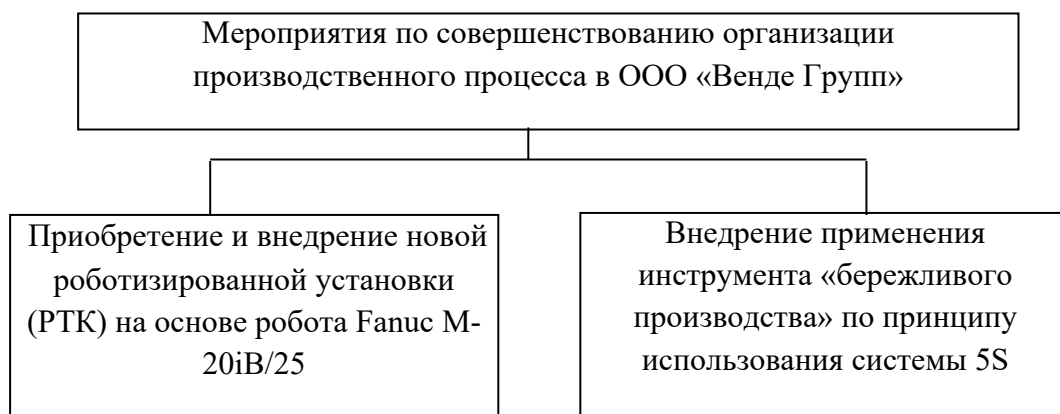 Мероприятия по совершенствованию организации
производственного процесса в ООО «Венде Групп»
Приобретение и внедрение новой
роботизированной установки
(РТК) на основе робота Fanuc M-
20iB/25
Внедрение применения
инструмента «бережливого
производства» по принципу
использования системы 5S